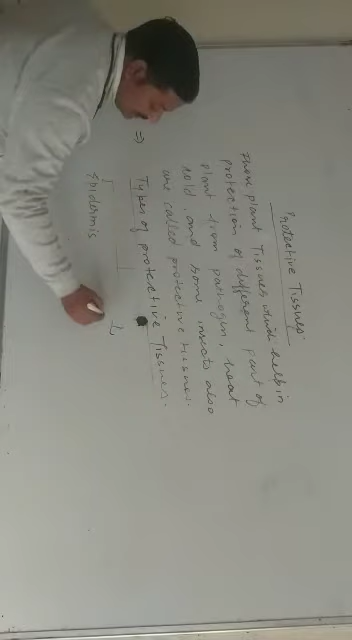 Protective Tissues
Those plant Tissues which help in
protection of different part of
plant from pathogen, heat
cold and some insects also
are called protective tissues.
⇒ Types of protective Tissues.
Epidermis